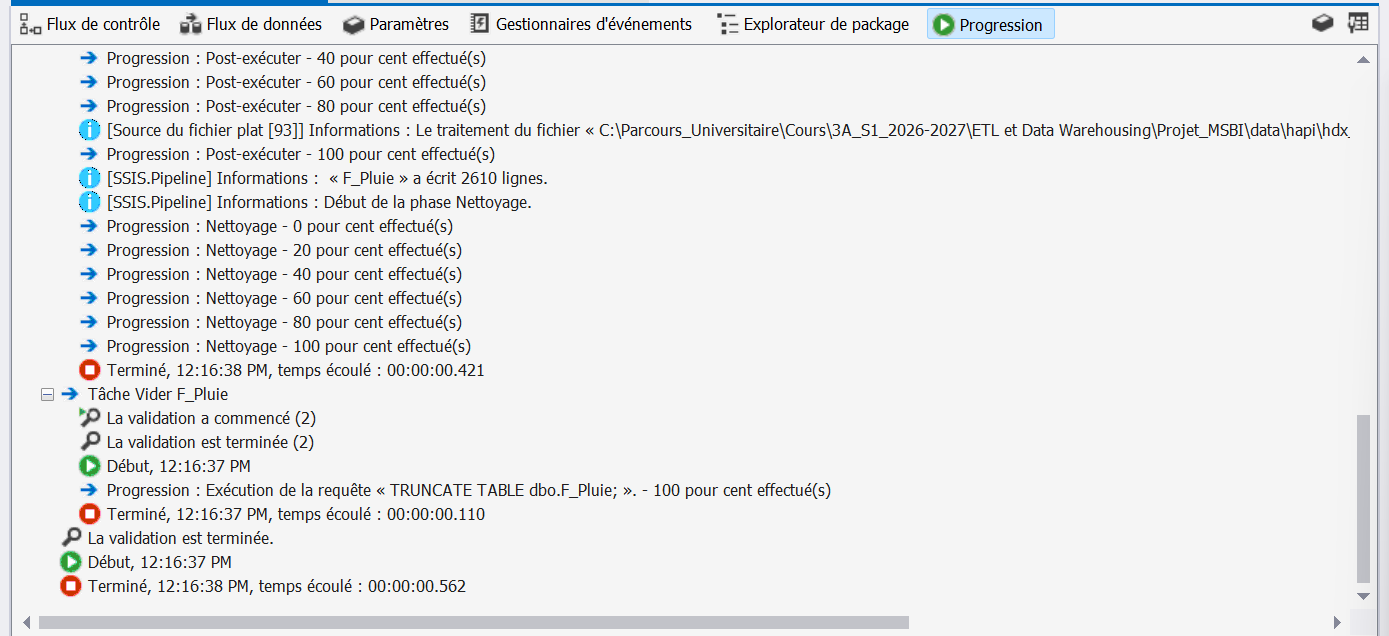 Flux de contrôle Flux de données Paramètres Gestionnaires d'événements Explorateur de package Progression
Progression : Post-exécuter - 40 pour cent effectué(s)
Progression : Post-exécuter - 60 pour cent effectué(s)
Progression : Post-exécuter - 80 pour cent effectué(s)
[Source du fichier plat [93]] Informations : Le traitement du fichier « C:\Parcours_Universitaire\Cours\3A_S1_2026-2027\ETL et Data Warehousing\Projet_MSBI\data\hapi\hdx_
Progression : Post-exécuter - 100 pour cent effectué(s)
[SSIS.Pipeline] Informations : « F_Pluie » a écrit 2610 lignes.
[SSIS.Pipeline] Informations : Début de la phase Nettoyage.
Progression : Nettoyage - 0 pour cent effectué(s)
Progression : Nettoyage - 20 pour cent effectué(s)
Progression : Nettoyage - 40 pour cent effectué(s)
Progression : Nettoyage - 60 pour cent effectué(s)
Progression : Nettoyage - 80 pour cent effectué(s)
Progression : Nettoyage - 100 pour cent effectué(s)
Terminé, 12:16:38 PM, temps écoulé : 00:00:00.421
Tâche Vider F_Pluie
La validation a commencé (2)
La validation est terminée (2)
Début, 12:16:37 PM
Progression : Exécution de la requête « TRUNCATE TABLE dbo.F_Pluie; ». - 100 pour cent effectué(s)
Terminé, 12:16:37 PM, temps écoulé : 00:00:00.110
La validation est terminée.
Début, 12:16:37 PM
Terminé, 12:16:38 PM, temps écoulé : 00:00:00.562